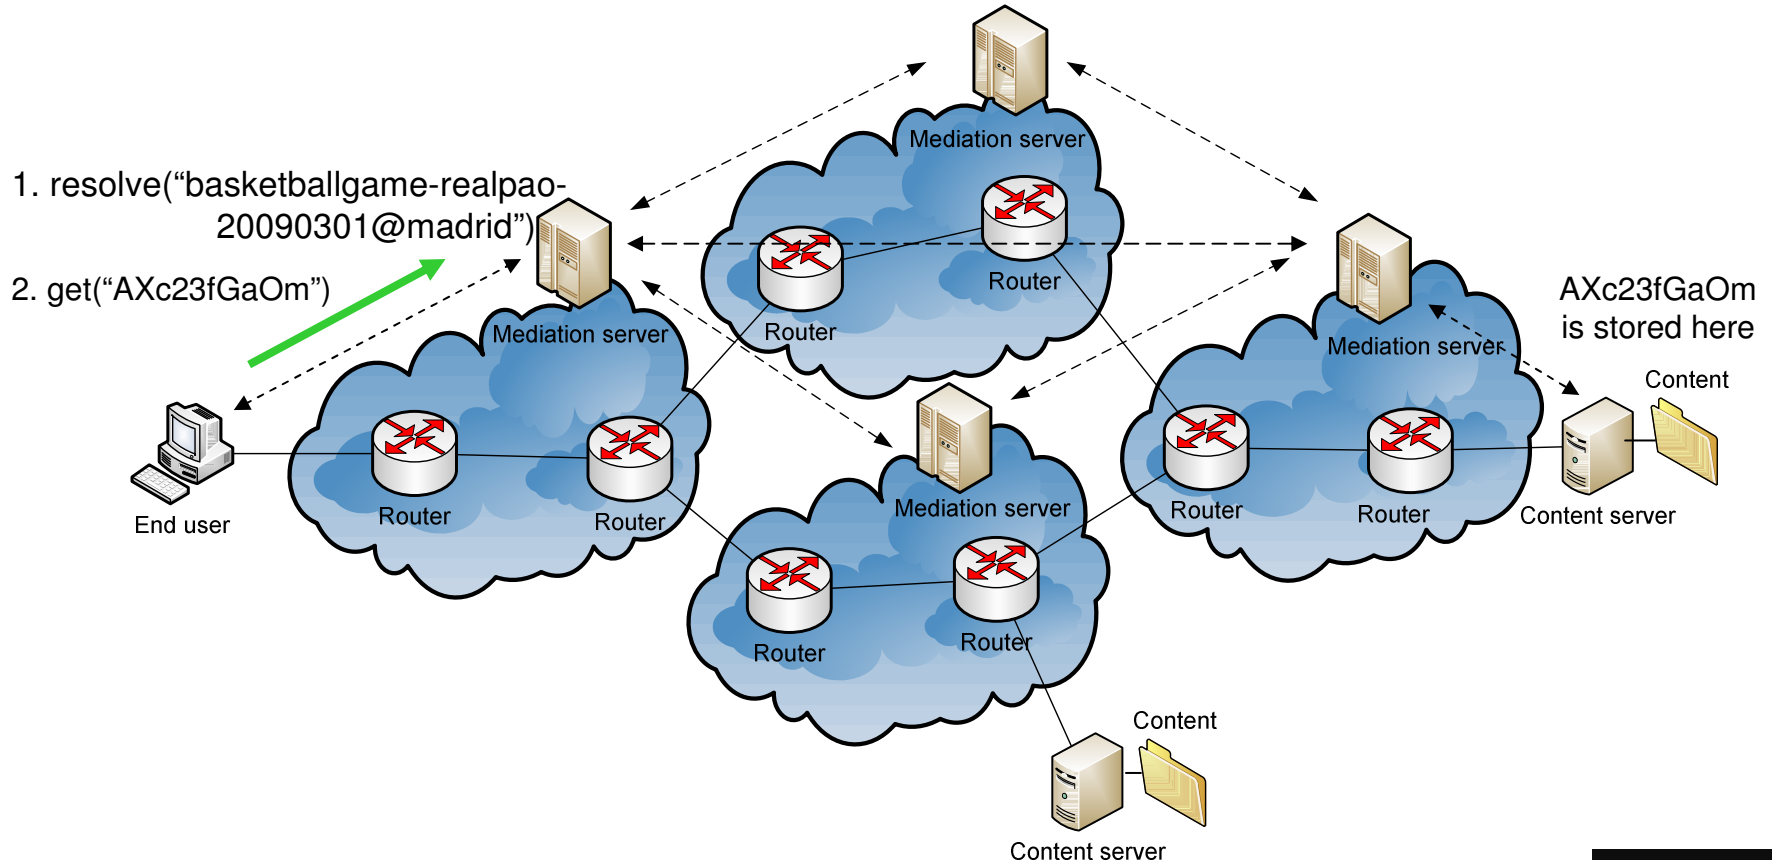 Mediation server
1. resolve(“basketballgame-realpao-
20090301@madrid”)
2. get(“AXc23fGaOm”)
Router
Router
Mediation server
AXc23fGaOm
is stored here
Mediation server
Content
Mediation server
End user
Router
Router
Router
Router
Content server
Router
Router
Content
Content server